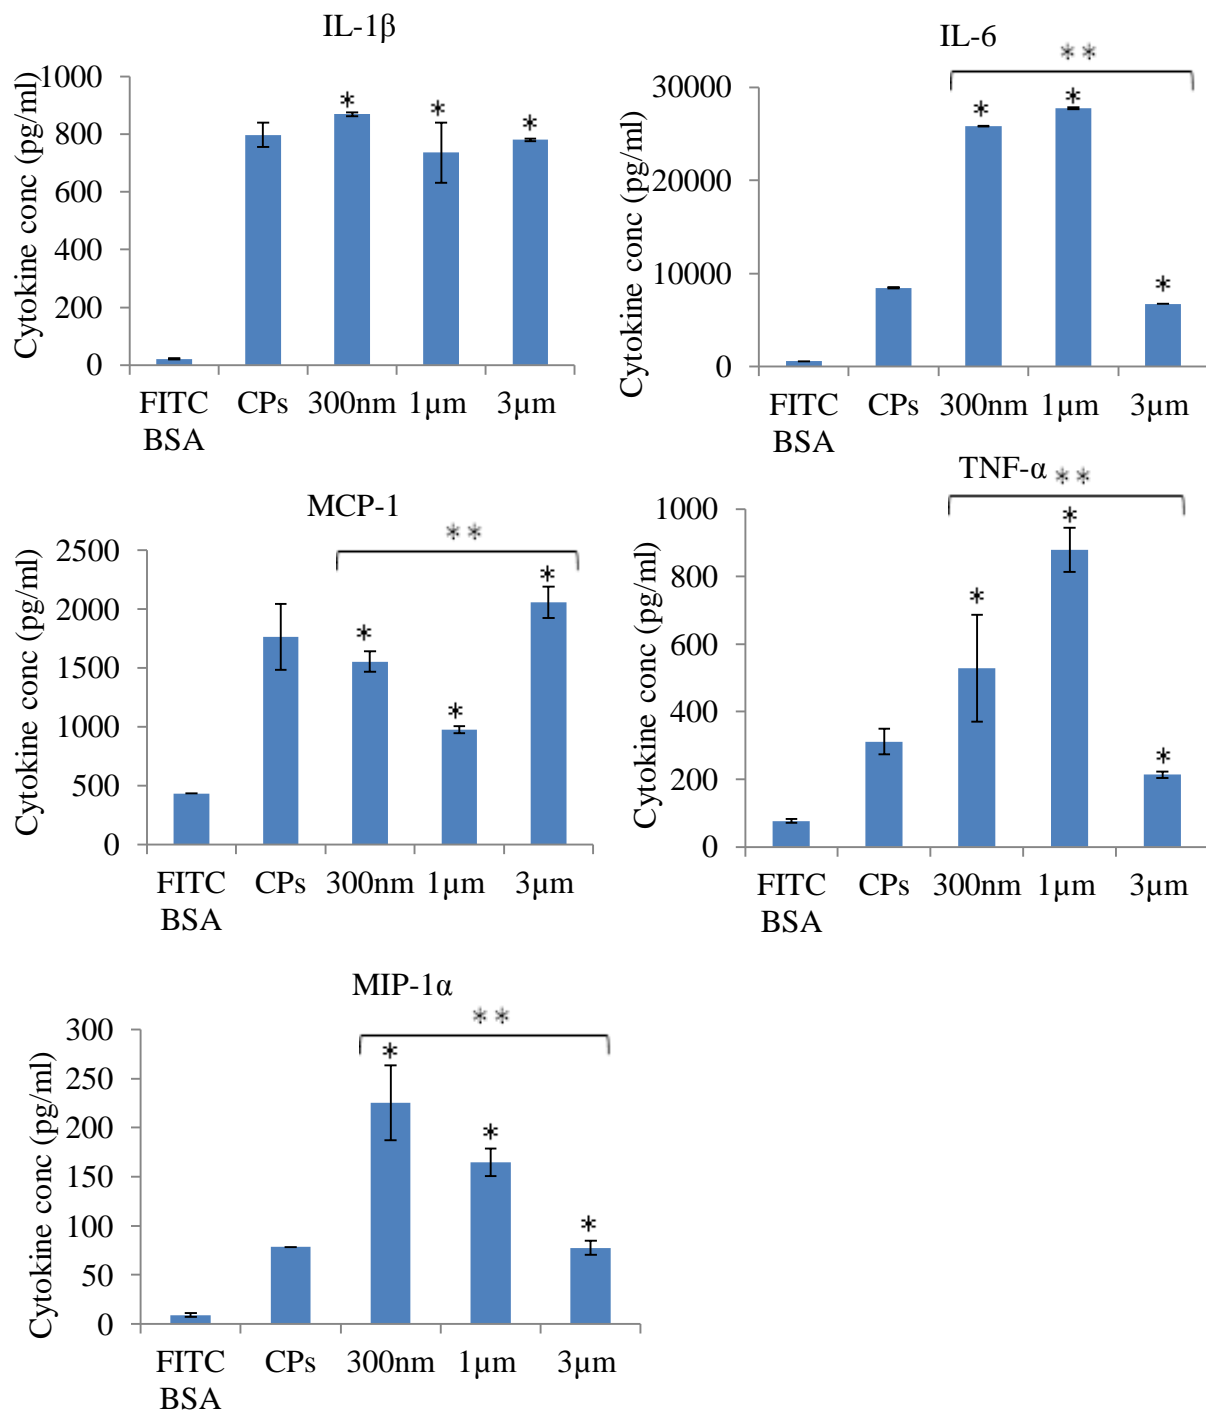 IL-1β
Cytokine conc (pg/ml)
1000
800
600
400
200
0
FITC BSA
CPs
300nm
1µm
3µm
*
*
*
IL-6
**
Cytokine conc (pg/ml)
30000
20000
10000
0
FITC BSA
CPs
300nm
1µm
3µm
*
*
*
MCP-1
**
Cytokine conc (pg/ml)
2500
2000
1500
1000
500
0
FITC BSA
CPs
300nm
1µm
3µm
*
*
*
TNF-α
**
Cytokine conc (pg/ml)
1000
800
600
400
200
0
FITC BSA
CPs
300nm
1µm
3µm
*
*
*
MIP-1α
**
Cytokine conc (pg/ml)
300
250
200
150
100
50
0
FITC BSA
CPs
300nm
1µm
3µm
*
*
*